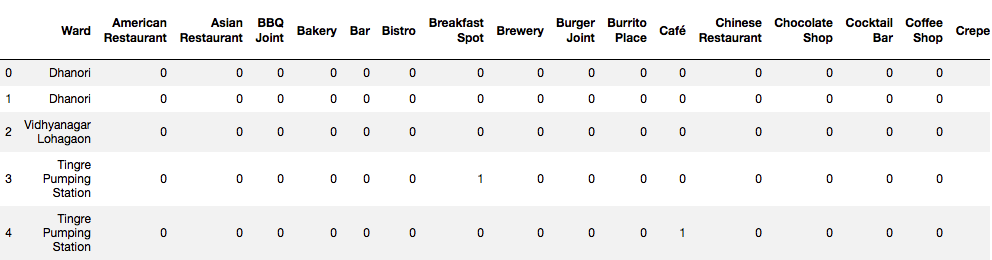 Ward American Restaurant Asian Restaurant BBQ Joint Bakery Bar Bistro Breakfast Spot Brewery Burger Joint Burrito Place Café Chinese Restaurant Chocolate Shop Cocktail Bar Coffee Shop Crepe
0 Dhanori 0 0 0 0 0 0 0 0 0 0 0 0 0 0 0
1 Dhanori 0 0 0 0 0 0 0 0 0 0 0 0 0 0 0
2 Vidhyanagar Lohagaon 0 0 0 0 0 0 0 0 0 0 0 0 0 0 0
3 Tingre Pumping Station 0 0 0 0 0 0 1 0 0 0 0 0 0 0 0
4 Tingre Pumping Station 0 0 0 0 0 0 0 0 0 0 1 0 0 0 0